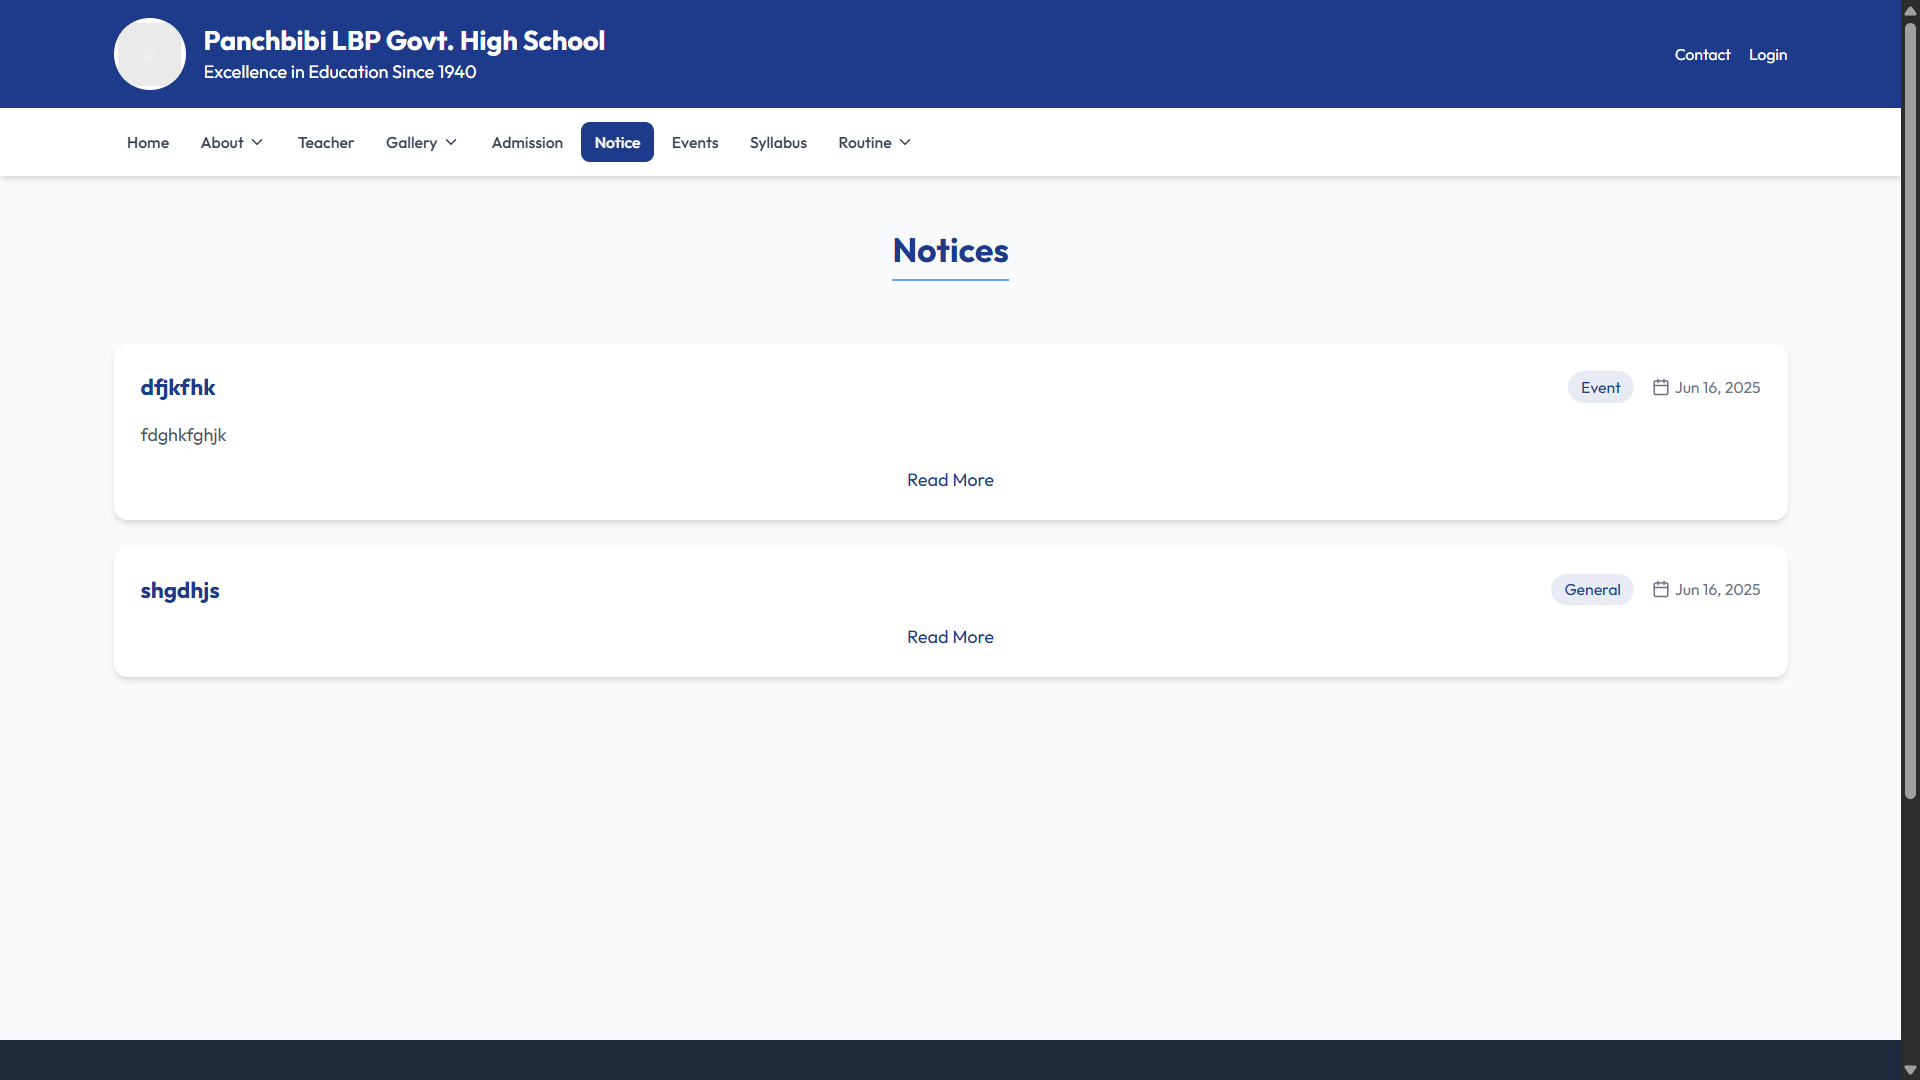 Panchbibi LBP Govt. High School
Excellence in Education Since 1940
Contact Login
Home About Teacher Gallery Admission Notice Events Syllabus Routine
Notices
dfjkfhk
Event Jun 16, 2025
fdghkfghjk
Read More
shgdhjs
General Jun 16, 2025
Read More